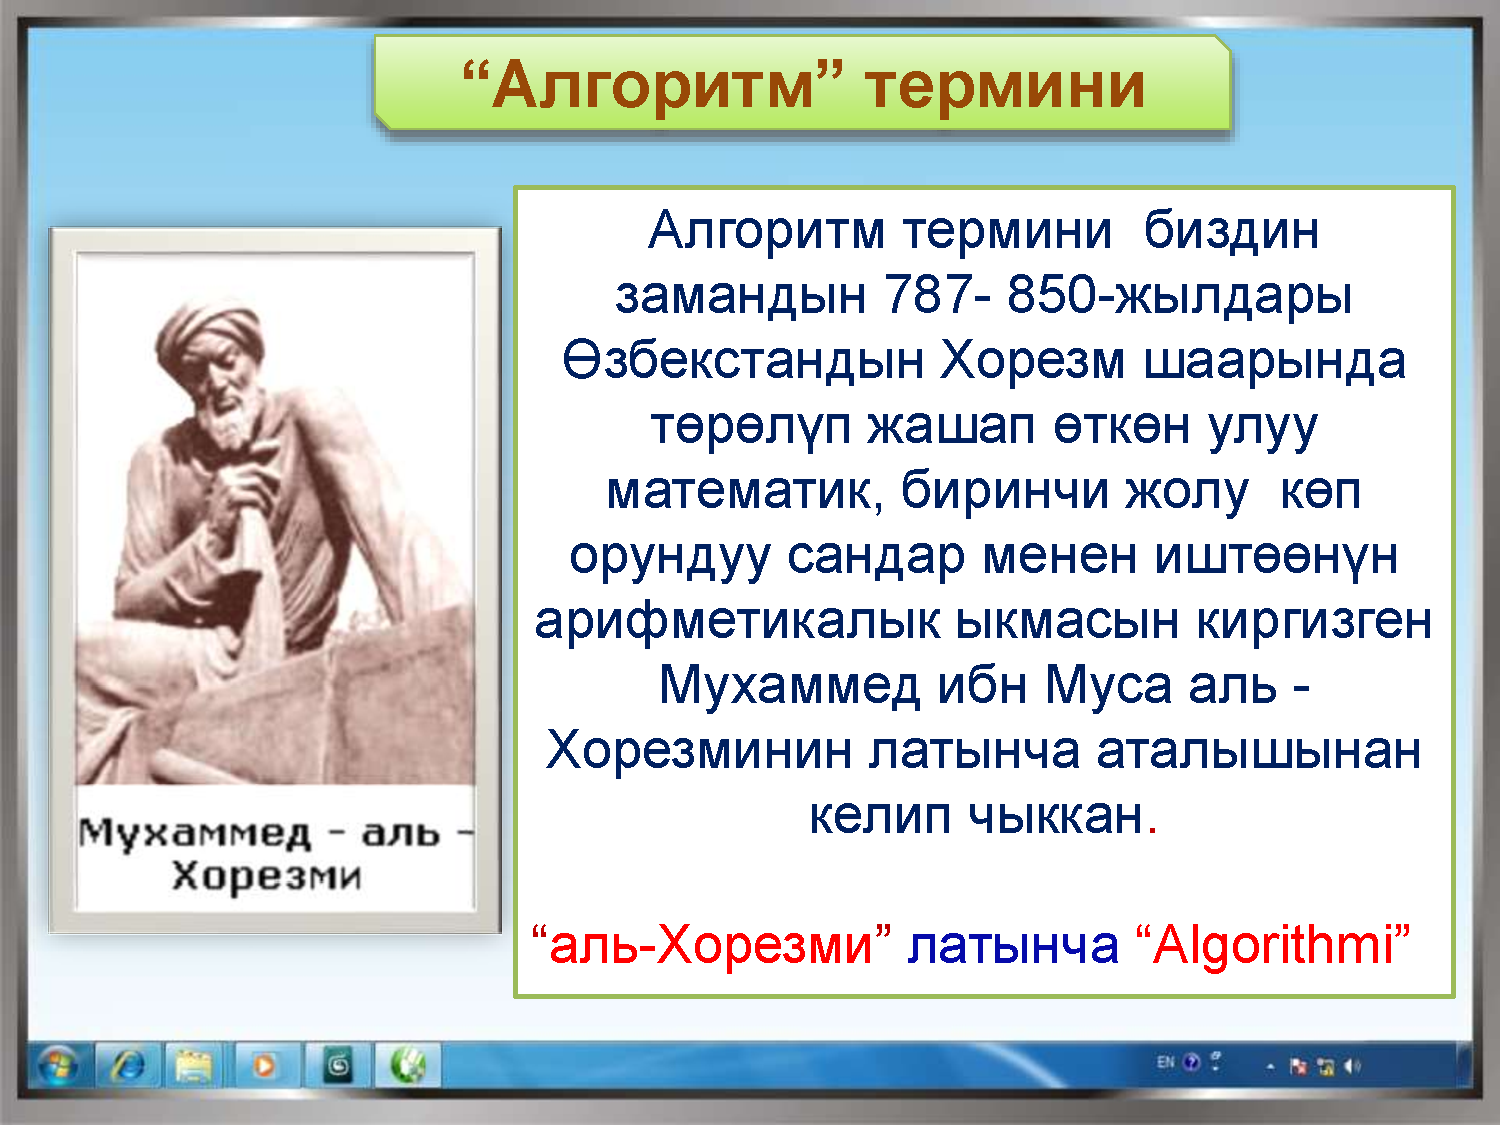 “Алгоритм” термини
Алгоритм термини биздин
замандын 787- 850-жылдары
Өзбекстандын Хорезм шаарында
төрөлүп жашап өткөн улуу
математик, биринчи жолу көп
орундуу сандар менен иштөөнүн
арифметикалык ыкмасын киргизген
Мухаммед ибн Муса аль -
Хорезминин латынча аталышынан
келип чыккан.
“аль-Хорезми” латынча “Algorithmi”
Мухаммед - аль -
Хорезми
EN